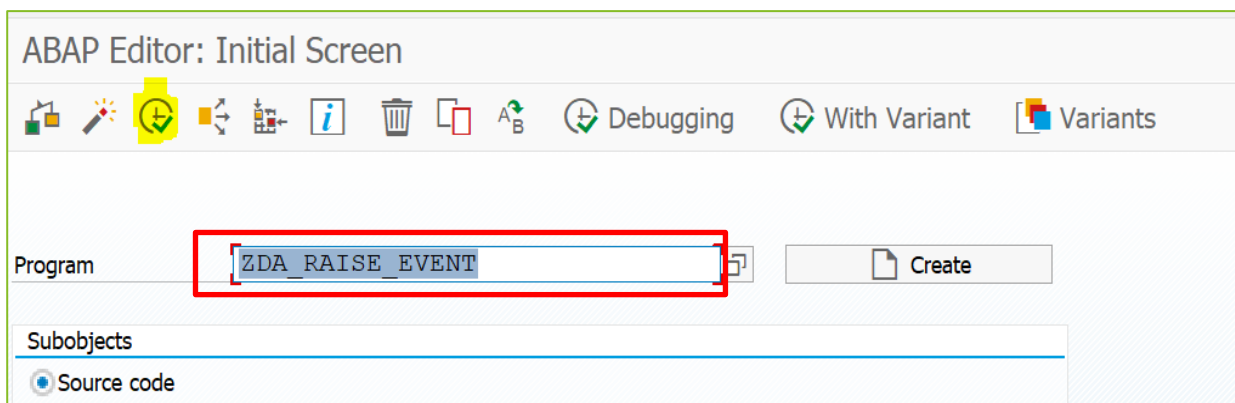 ABAP Editor: Initial Screen
Debugging With Variant Variants
Program ZDA_RAISE_EVENT Create
Subobjects
Source code